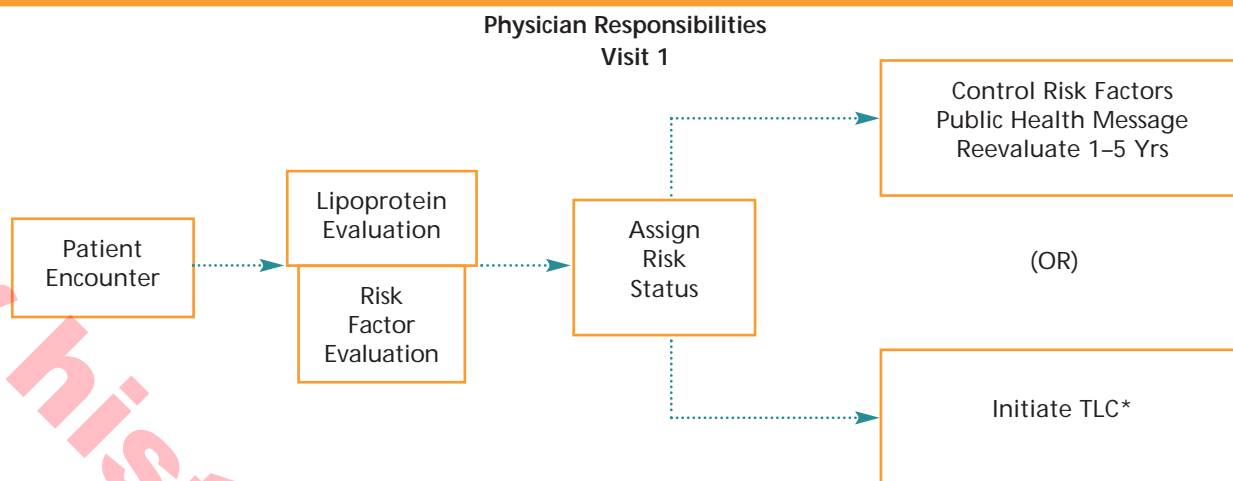 Physician Responsibilities
Visit 1
Patient
Encounter
Lipoprotein
Evaluation
Risk
Factor
Evaluation
Assign
Risk
Status
Control Risk Factors
Public Health Message
Reevaluate 1–5 Yrs
(OR)
Initiate TLC*